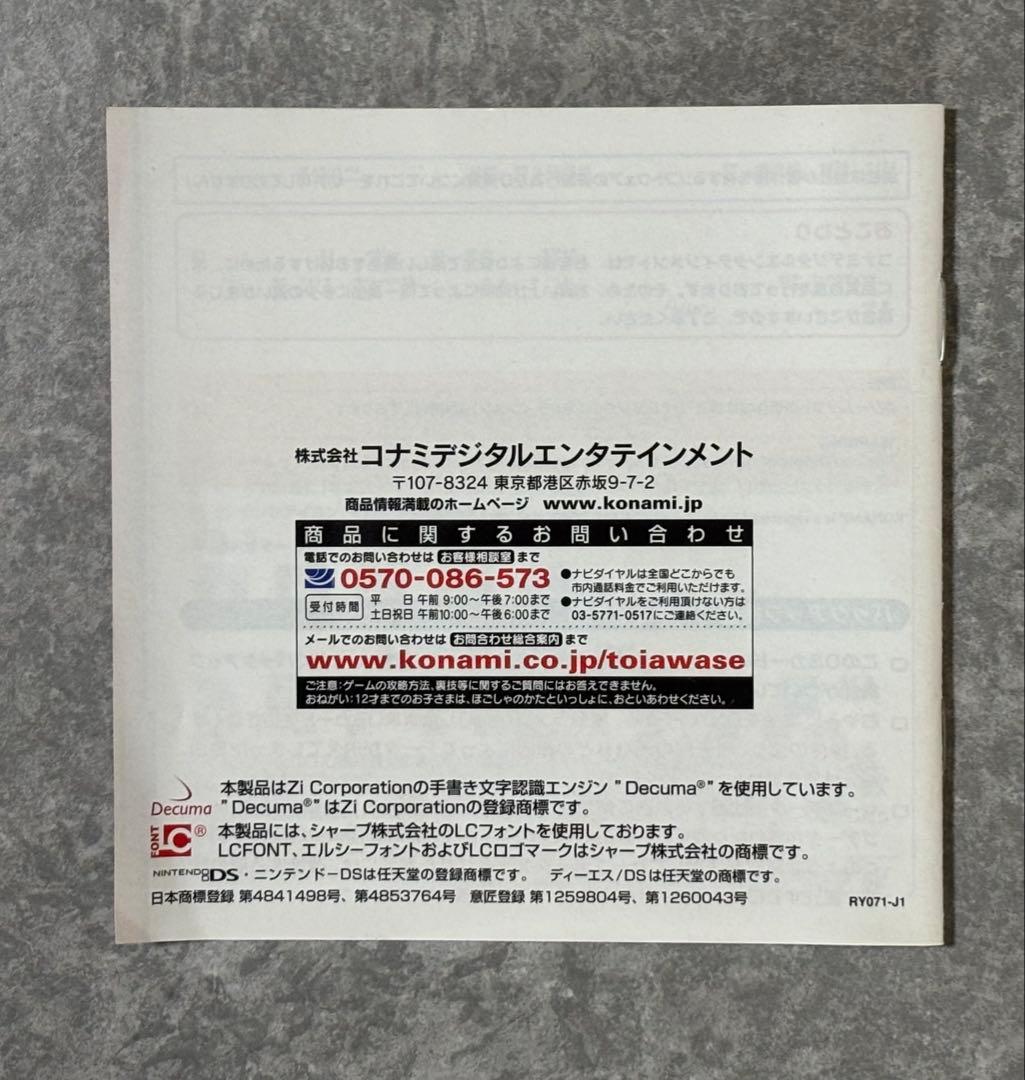 株式会社コナミデジタルエンタテインメント
〒107-8324 東京都港区赤坂9-7-2
商品情報満載のホームページ www.konami.jp
商品に関するお問い合わせ
電話でのお問い合わせは お客様相談室 まで
0570-086-573
●ナビダイヤルは全国どこからでも
市内通話料金でご利用いただけます。
受付時間
平 日 午前 9:00～午後7:00まで
土日祝日 午前10:00～午後6:00まで
●ナビダイヤルをご利用頂けない方は
03-5771-0517にご連絡ください。
メールでのお問い合わせは お問合わせ総合案内 まで
www.konami.co.jp/toiawase
ご注意:ゲームの攻略方法、裏技等に関するご質問にはお答えできません。
おねがい:12才までのお子さまは、ほごしゃのかたといっしょに、おといあわせください。
Decuma
本製品はZi Corporationの手書き文字認識エンジン "Decuma®" を使用しています。
"Decuma®" はZi Corporationの登録商標です。
LC FONT ®
本製品には、シャープ株式会社のLCフォントを使用しております。
LCFONT、エルシーフォントおよびLCロゴマークはシャープ株式会社の商標です。
NINTENDO DS・ニンテンドーDSは任天堂の登録商標です。 ディーエス/DSは任天堂の商標です。
日本商標登録 第4841498号、第4853764号 意匠登録 第1259804号、第1260043号
RY071-J1